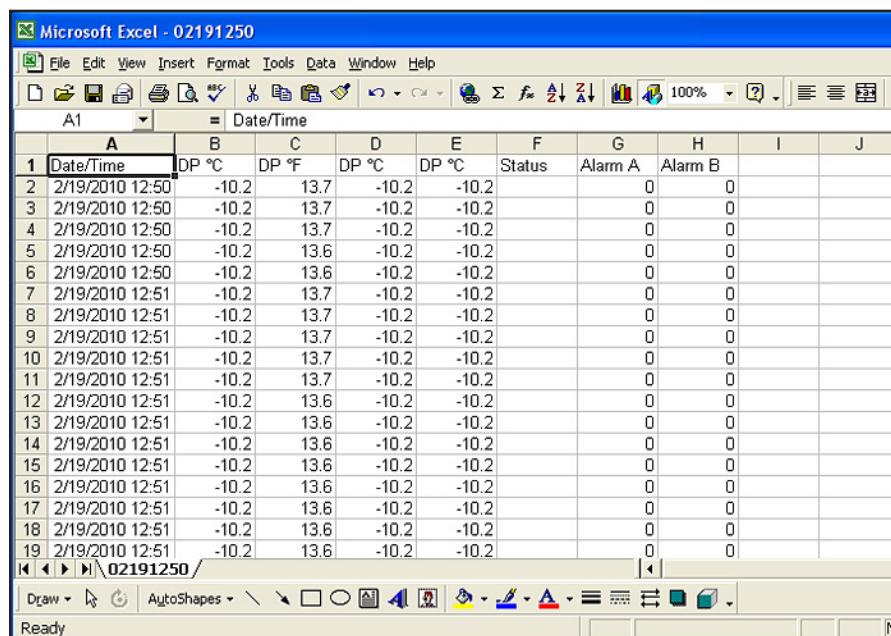 Microsoft Excel - 02191250
File Edit View Insert Format Tools Data Window Help
100%
A1 = Date/Time
A B C D E F G H I J
1 Date/Time DP °C DP °F DP °C DP °C Status Alarm A Alarm B
2 2/19/2010 12:50 -10.2 13.7 -10.2 -10.2 0 0
3 2/19/2010 12:50 -10.2 13.7 -10.2 -10.2 0 0
4 2/19/2010 12:50 -10.2 13.7 -10.2 -10.2 0 0
5 2/19/2010 12:50 -10.2 13.6 -10.2 -10.2 0 0
6 2/19/2010 12:50 -10.2 13.6 -10.2 -10.2 0 0
7 2/19/2010 12:51 -10.2 13.7 -10.2 -10.2 0 0
8 2/19/2010 12:51 -10.2 13.7 -10.2 -10.2 0 0
9 2/19/2010 12:51 -10.2 13.7 -10.2 -10.2 0 0
10 2/19/2010 12:51 -10.2 13.7 -10.2 -10.2 0 0
11 2/19/2010 12:51 -10.2 13.7 -10.2 -10.2 0 0
12 2/19/2010 12:51 -10.2 13.6 -10.2 -10.2 0 0
13 2/19/2010 12:51 -10.2 13.6 -10.2 -10.2 0 0
14 2/19/2010 12:51 -10.2 13.6 -10.2 -10.2 0 0
15 2/19/2010 12:51 -10.2 13.6 -10.2 -10.2 0 0
16 2/19/2010 12:51 -10.2 13.6 -10.2 -10.2 0 0
17 2/19/2010 12:51 -10.2 13.6 -10.2 -10.2 0 0
18 2/19/2010 12:51 -10.2 13.6 -10.2 -10.2 0 0
19 2/19/2010 12:51 -10.2 13.6 -10.2 -10.2 0 0
02191250
Draw AutoShapes
Ready